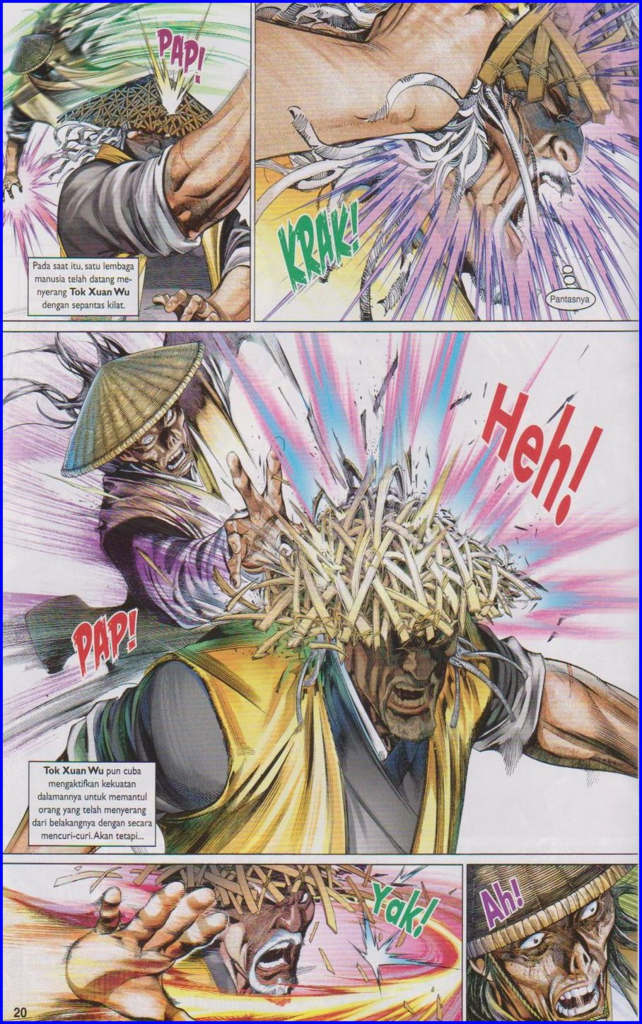 PAP!
Pada saat itu, satu lembaga
manusia telah datang me-
nyerang Tok Xuan Wu
dengan sepantas kilat.
KRAK!
Pantasnya
Heh!
PAP!
Tok Xuan Wu pun cuba
mengaktifkan kekuatan
dalamannya untuk memantul
orang yang telah menyerang
dari belakangnya dengan secara
mencuri-curi. Akan tetapi...
Yak!
Ah!
20